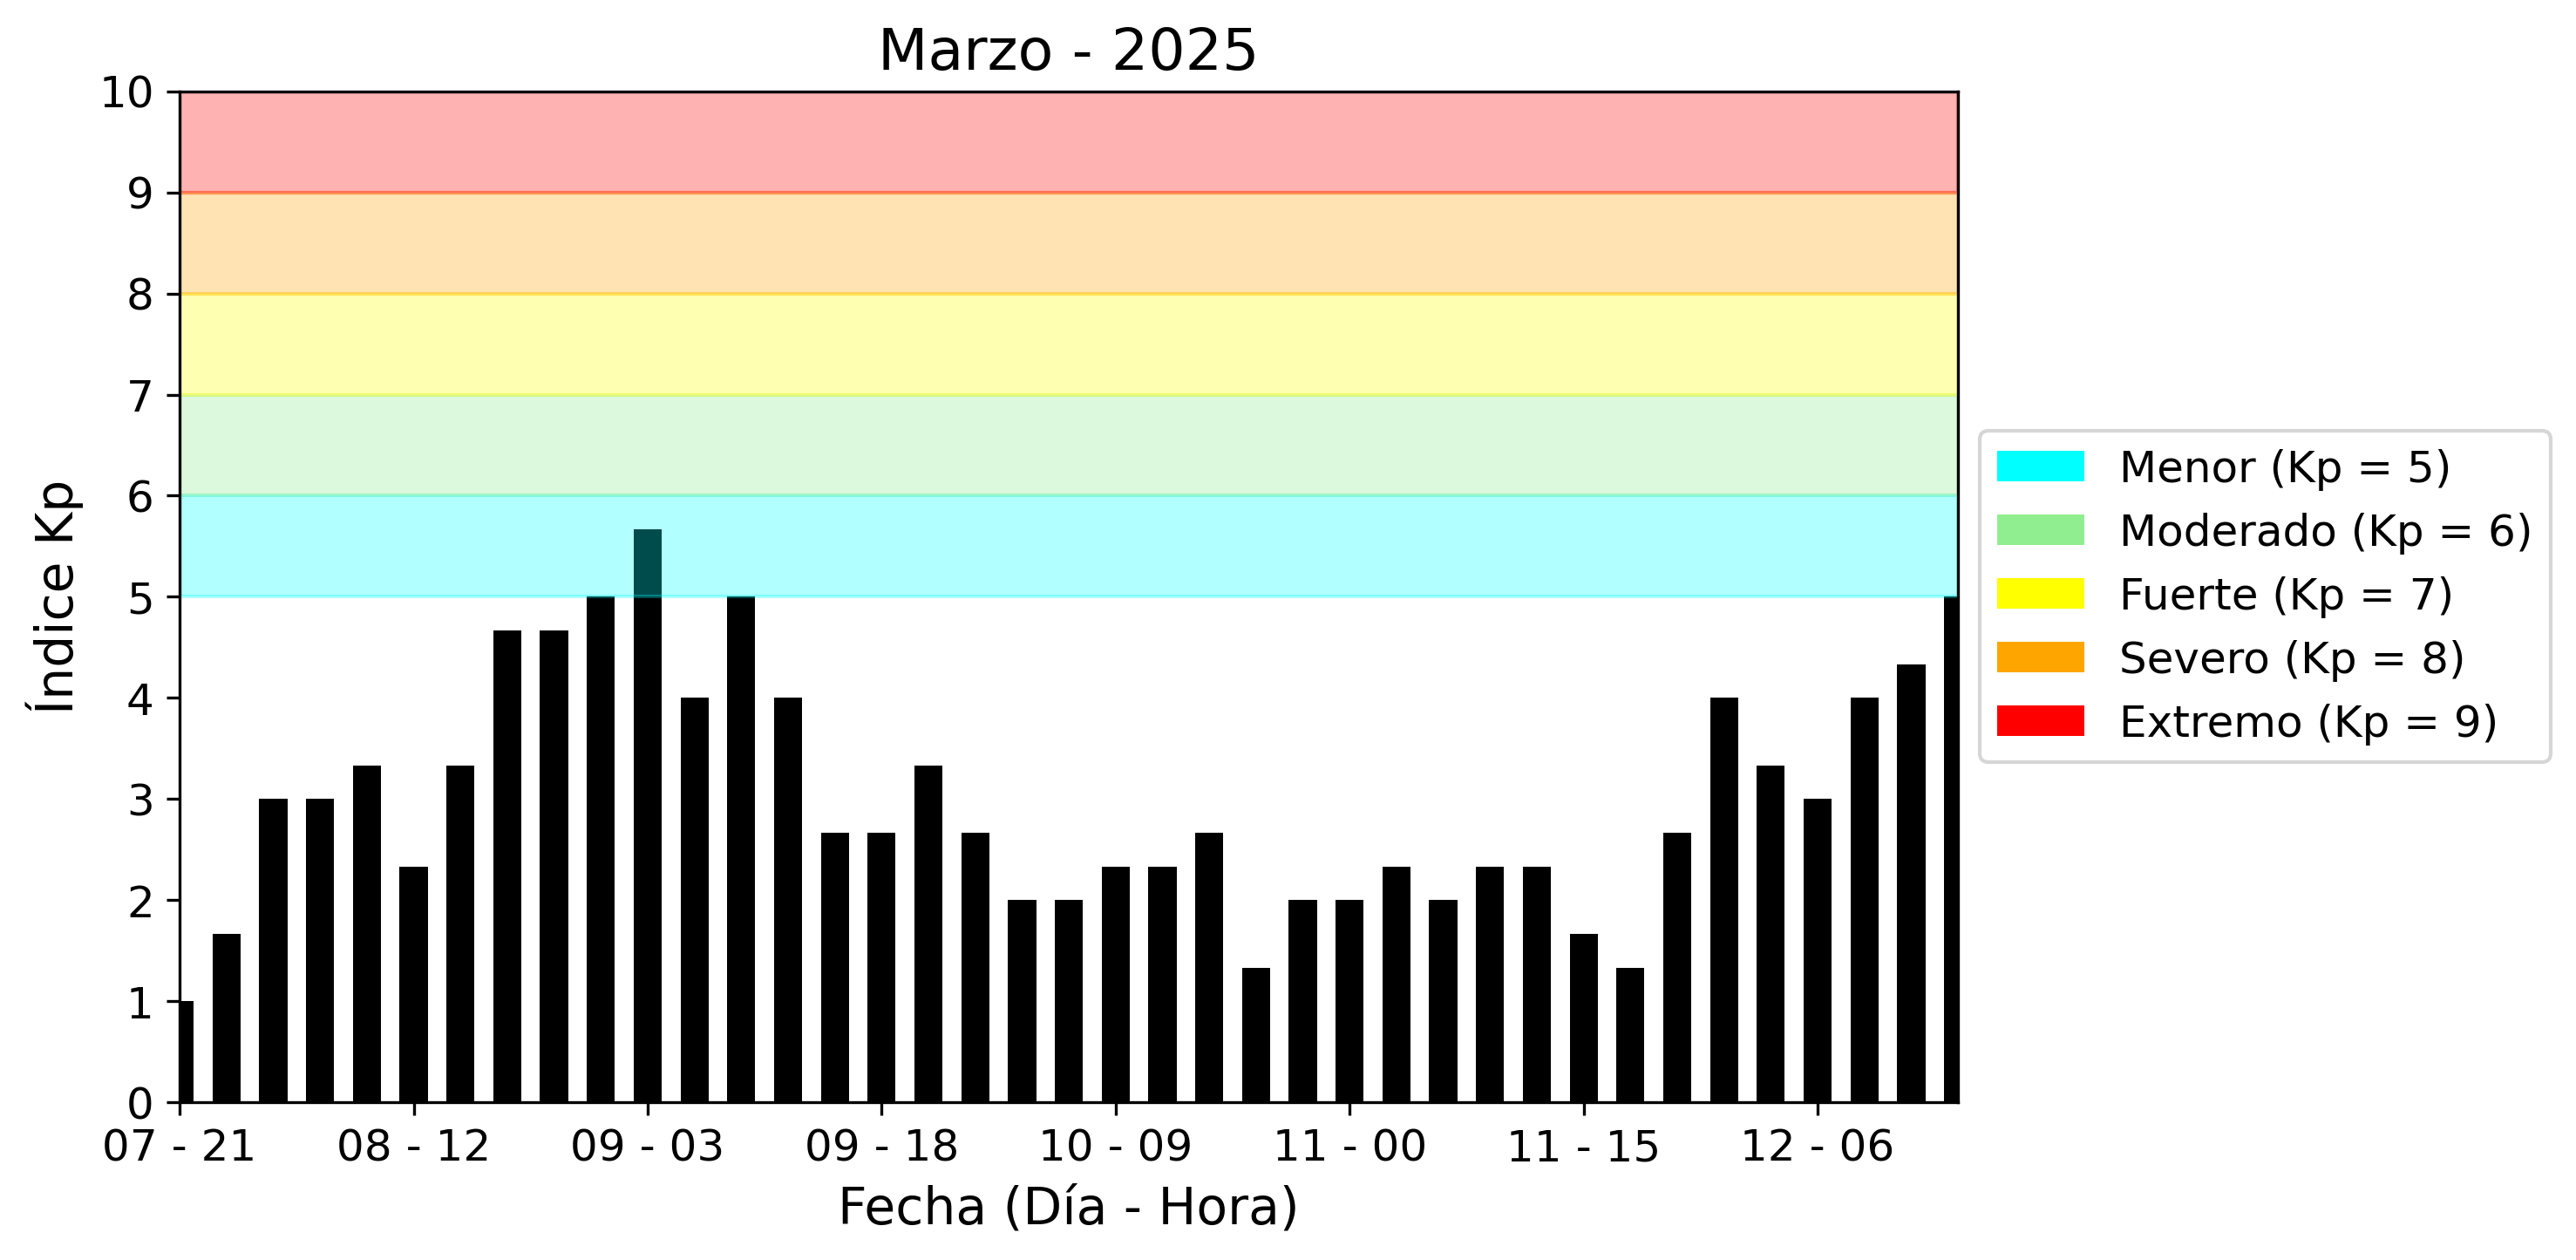 Marzo - 2025
10
9
8
7
6
5
4
3
2
1
0
Índice Kp
07 - 21 08 - 12 09 - 03 09 - 18 10 - 09 11 - 00 11 - 15 12 - 06
Fecha (Día - Hora)
Menor (Kp = 5)
Moderado (Kp = 6)
Fuerte (Kp = 7)
Severo (Kp = 8)
Extremo (Kp = 9)